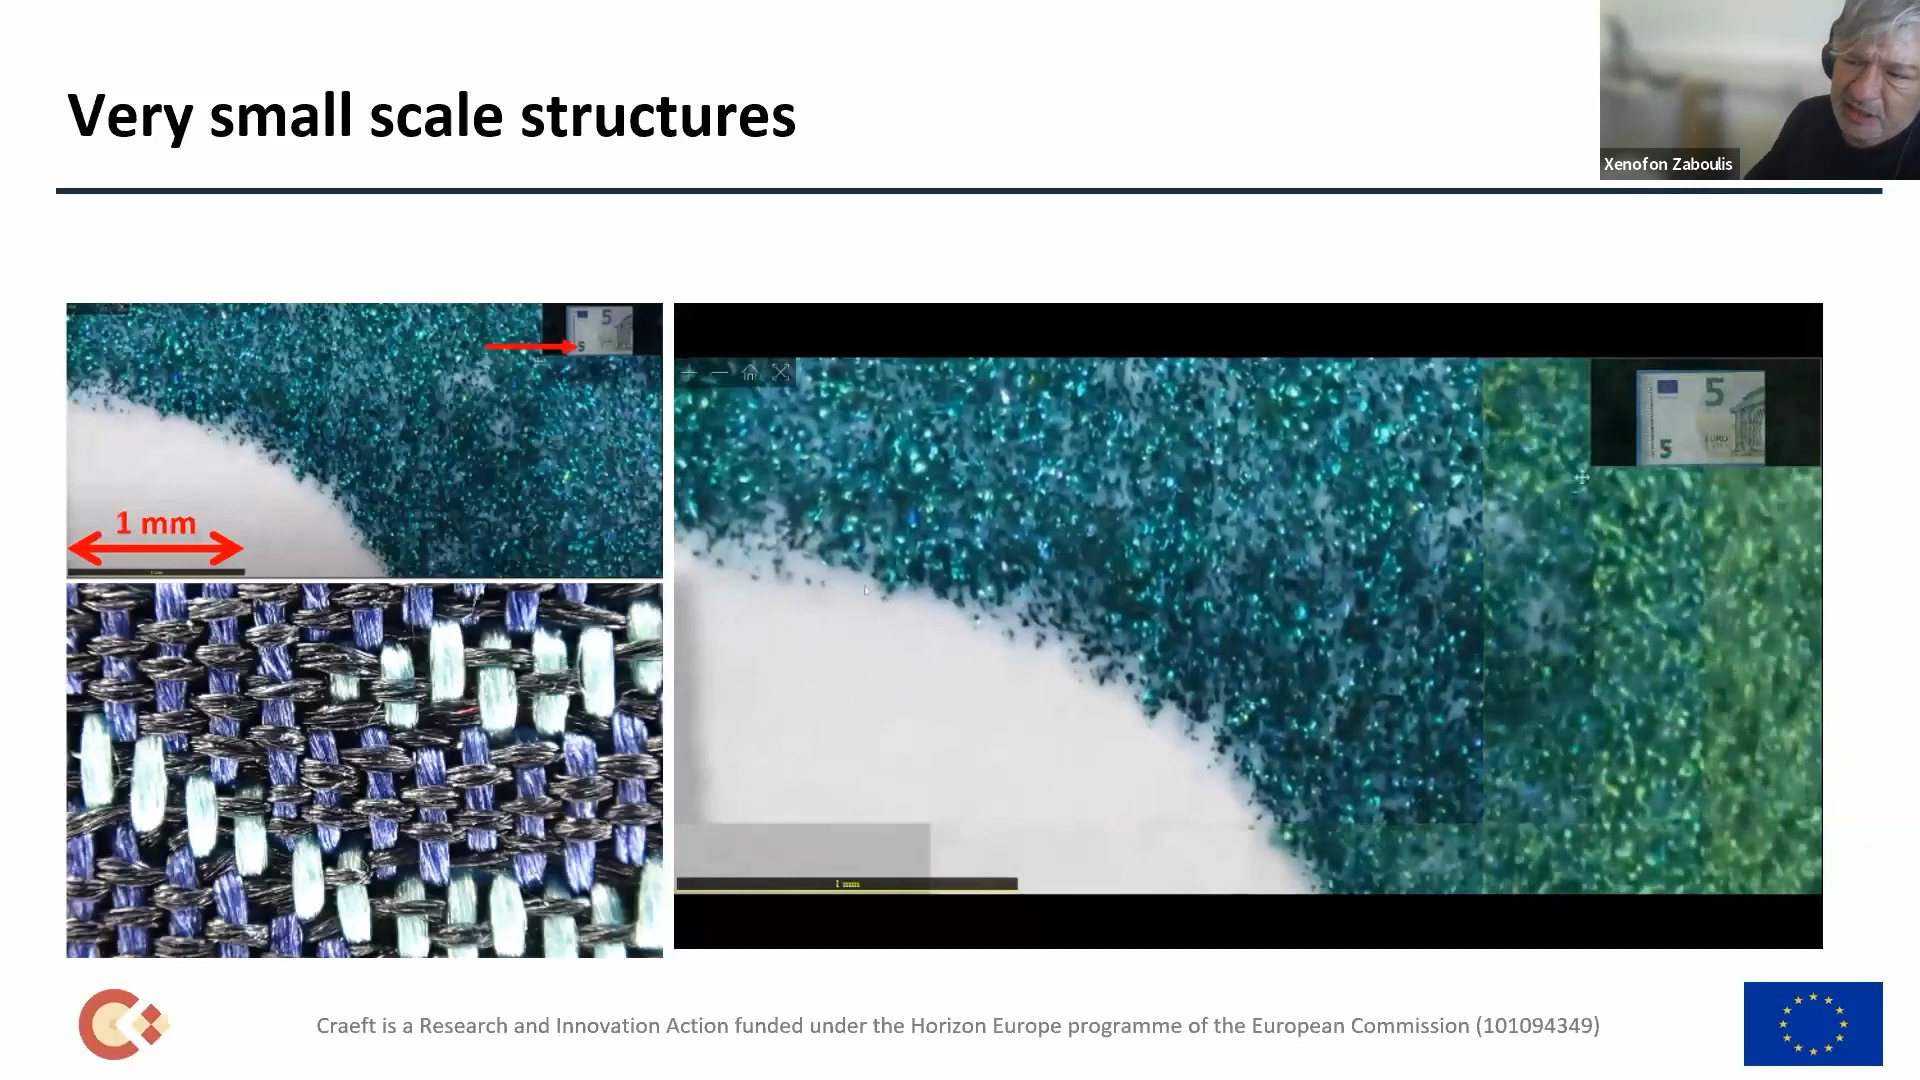 Very small scale structures
Xenofon Zaboulis
5
5
1 mm
5
5
EURO
1 mm
Craeft is a Research and Innovation Action funded under the Horizon Europe programme of the European Commission (101094349)